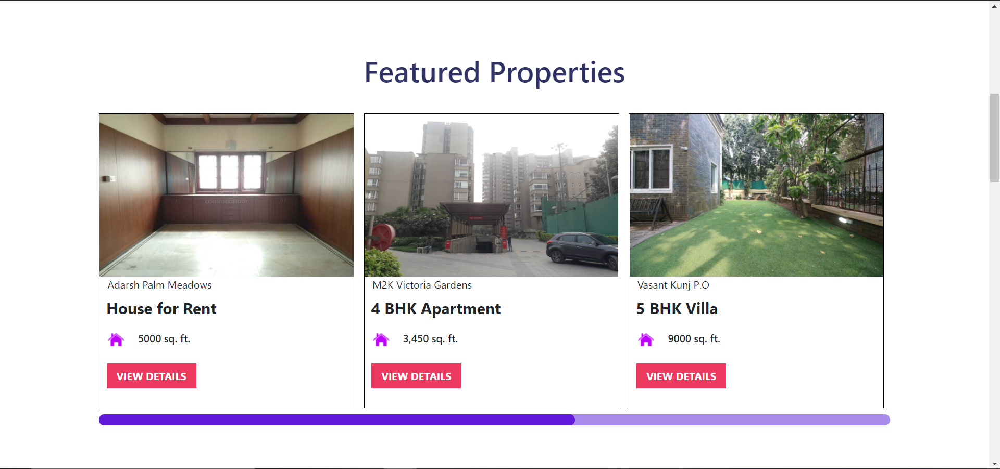 Featured Properties
commonfloor
Adarsh Palm Meadows
House for Rent
5000 sq. ft.
VIEW DETAILS
M2K Victoria Gardens
4 BHK Apartment
3,450 sq. ft.
VIEW DETAILS
Vasant Kunj P.O
5 BHK Villa
9000 sq. ft.
VIEW DETAILS